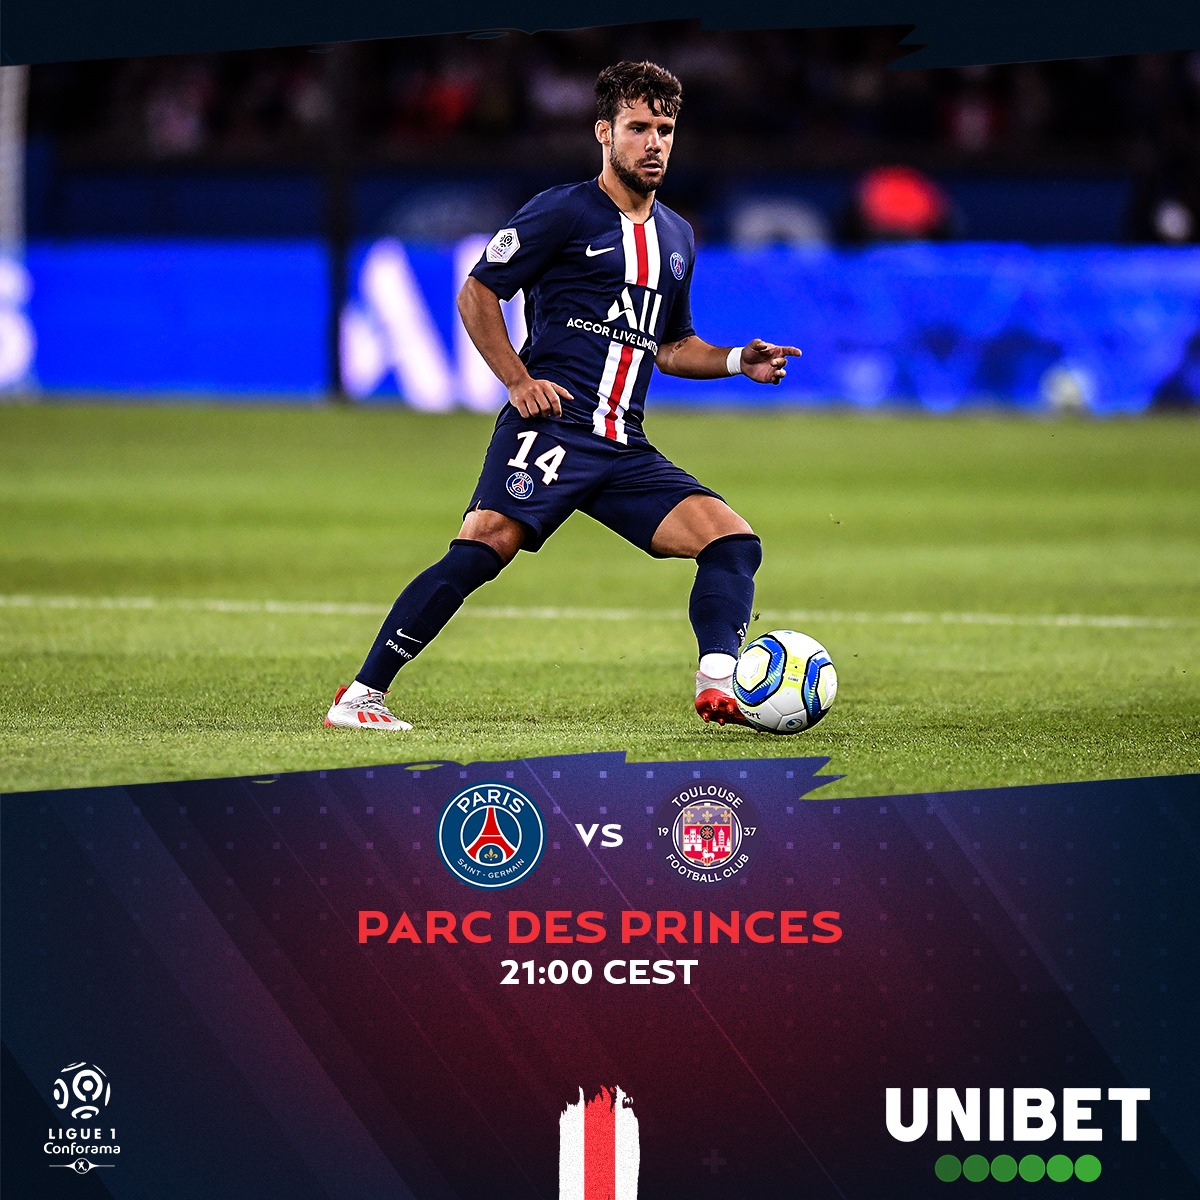 ACCOR LIVE LIMIT
14
PARIS
PARIS
SAINT - GERMAIN
VS
TOULOUSE
19 37
FOOTBALL CLUB
PARC DES PRINCES
21:00 CEST
LIGUE 1
Conforama
UNIBET